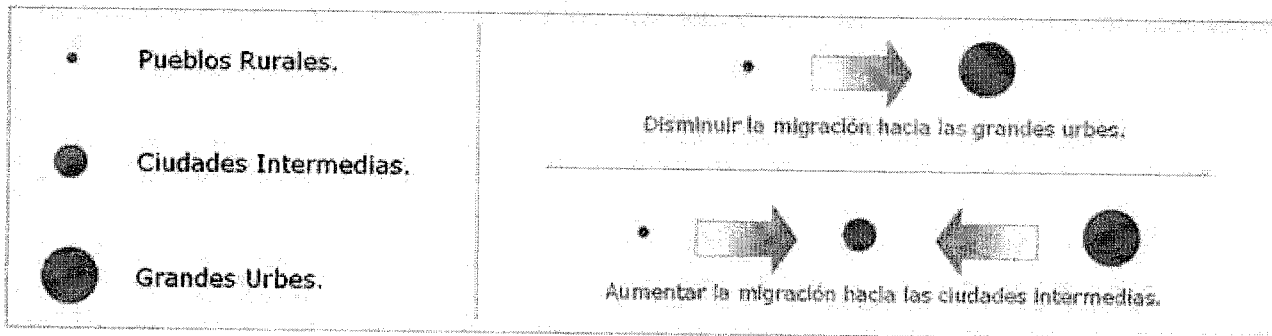 Pueblos Rurales.
Ciudades Intermedias.
Grandes Urbes.
Disminuir la migración hacia las grandes urbes.
Aumentar la migración hacia las ciudades intermedias.